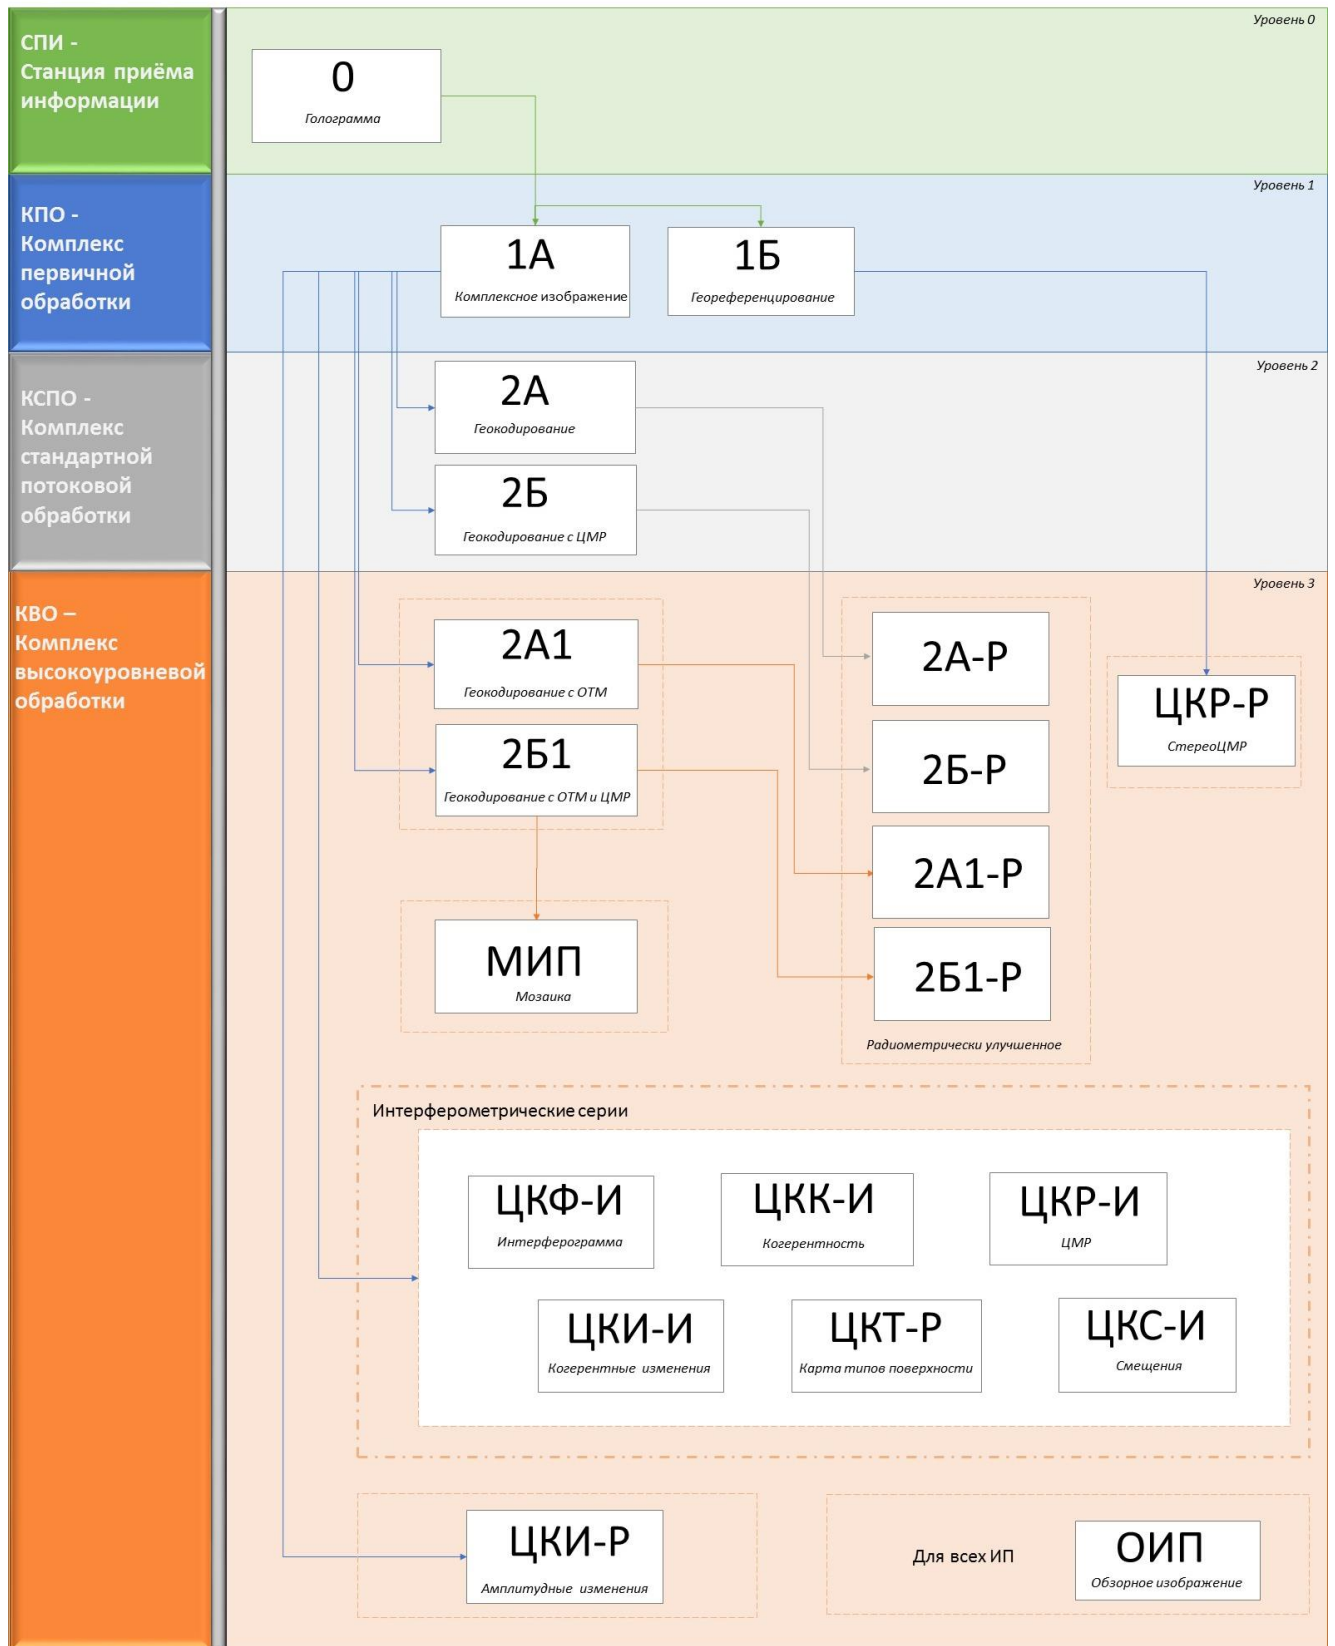 СПИ -
Станция приёма
информации
Уровень 0
0
Голограмма
КПО -
Комплекс
первичной
обработки
Уровень 1
1А
Комплексное изображение
1Б
Геореференцирование
КСПО -
Комплекс
стандартной
потоковой
обработки
Уровень 2
2А
Геокодирование
2Б
Геокодирование с ЦМР
КВО –
Комплекс
высокоуровневой
обработки
Уровень 3
2А1
Геокодирование с ОТМ
2Б1
Геокодирование с ОТМ и ЦМР
МИП
Мозаика
2А-Р
2Б-Р
2А1-Р
2Б1-Р
Радиометрически улучшенное
ЦКР-Р
СтереоЦМР
Интерферометрические серии
ЦКФ-И
Интерферограмма
ЦКК-И
Когерентность
ЦКР-И
ЦМР
ЦКИ-И
Когерентные изменения
ЦКТ-Р
Карта типов поверхности
ЦКС-И
Смещения
ЦКИ-Р
Амплитудные изменения
Для всех ИП
ОИП
Обзорное изображение